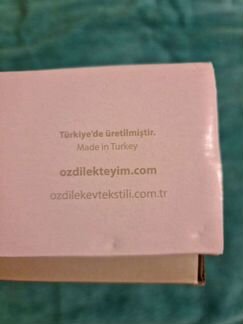 Türkiye'de üretilmiştir.
Made in Turkey
ozdilekteyim.com
ozdilekevtekstili.com.tr